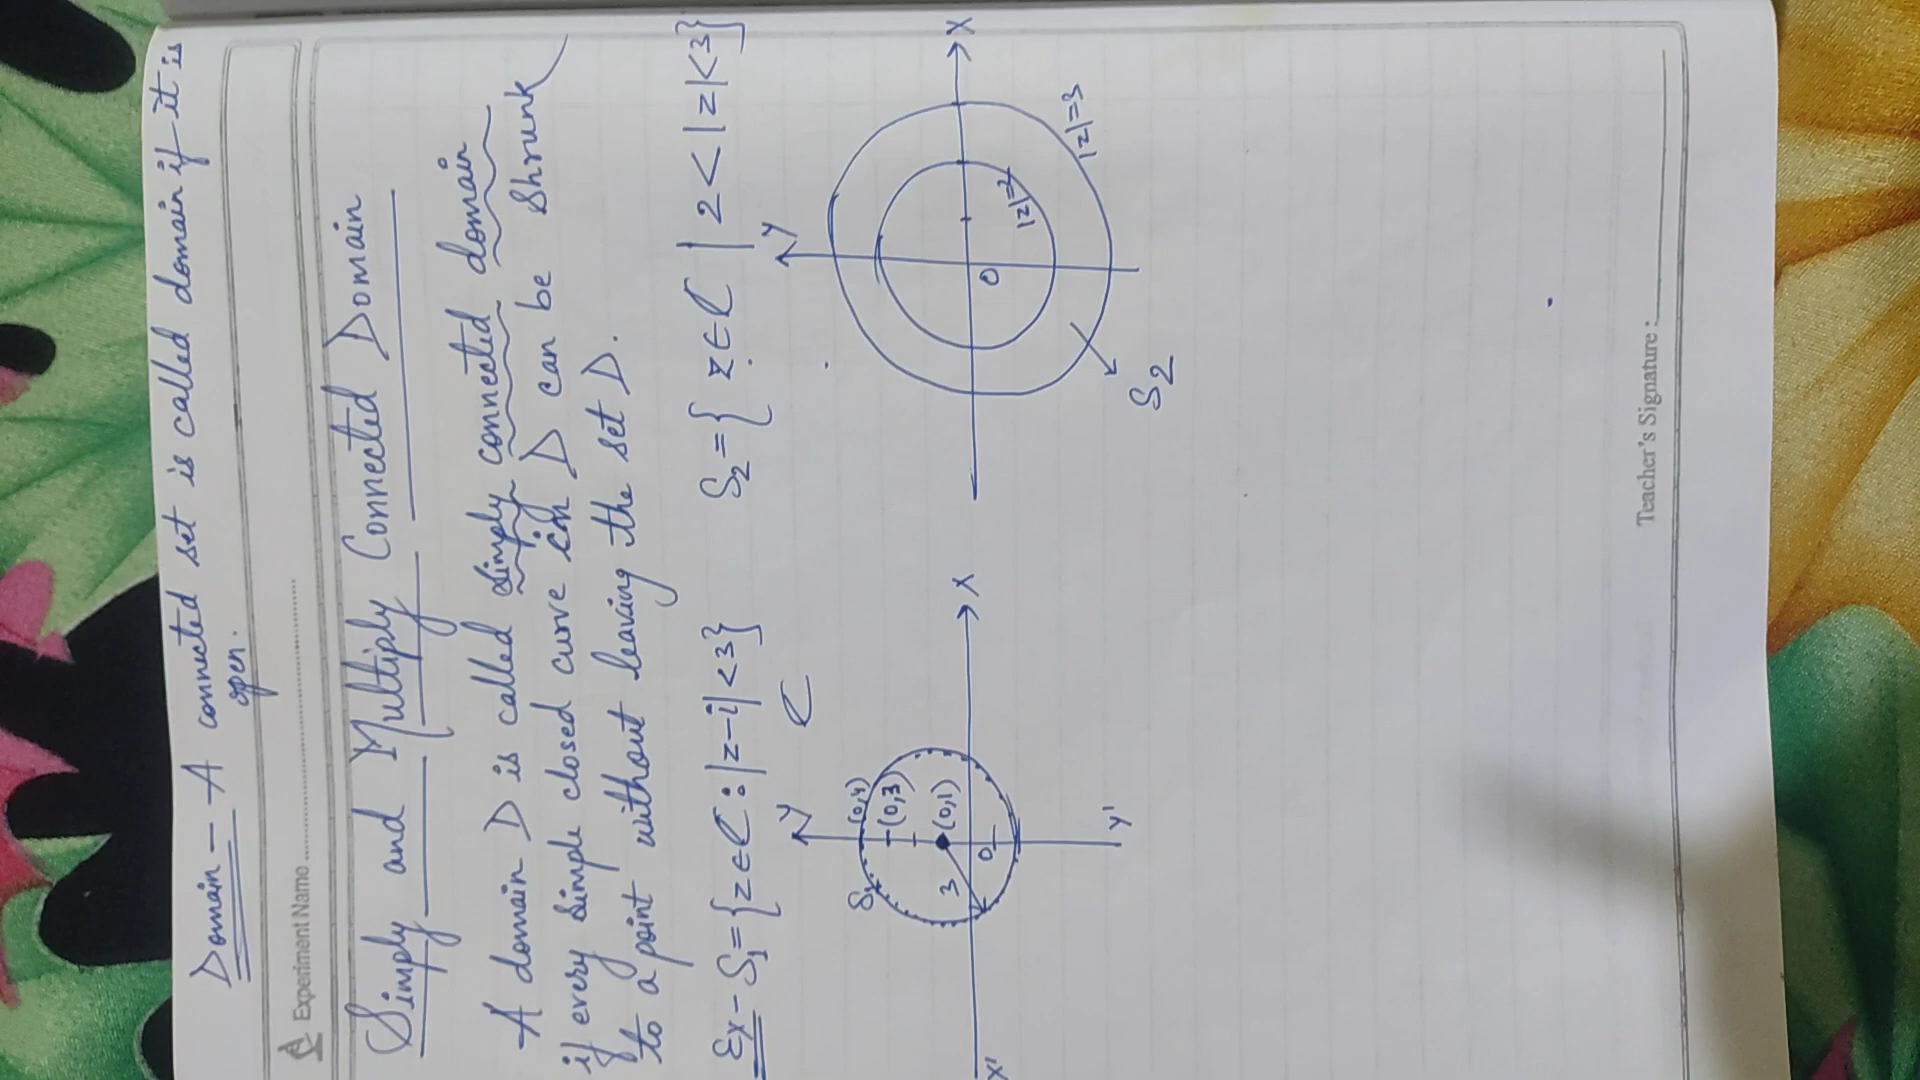 Domain - A connected set is called domain if it is
open.
Experiment Name
Simply and Multiply Connected Domain
A domain D is called simply connected domain
if every simple closed curve in D can be shrunk
to a point without leaving the set D.
Ex - S₁ = {z∈ℂ : |z-i|<3}
S₂ = { z∈ℂ | 2<|z|<3}
Y
S₁
(0,4)
(0,3)
(0,1)
3
O
X
X'
Y'
Y
X
O
|z|=2
|z|=3
S₂
Teacher's Signature :